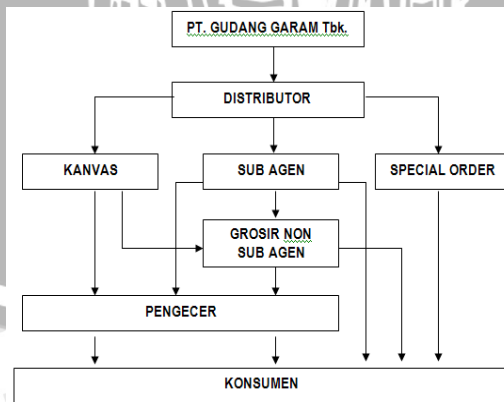 PT. GUDANG GARAM Tbk.
DISTRIBUTOR
KANVAS
SUB AGEN
SPECIAL ORDER
GROSIR NON
SUB AGEN
PENGECER
KONSUMEN